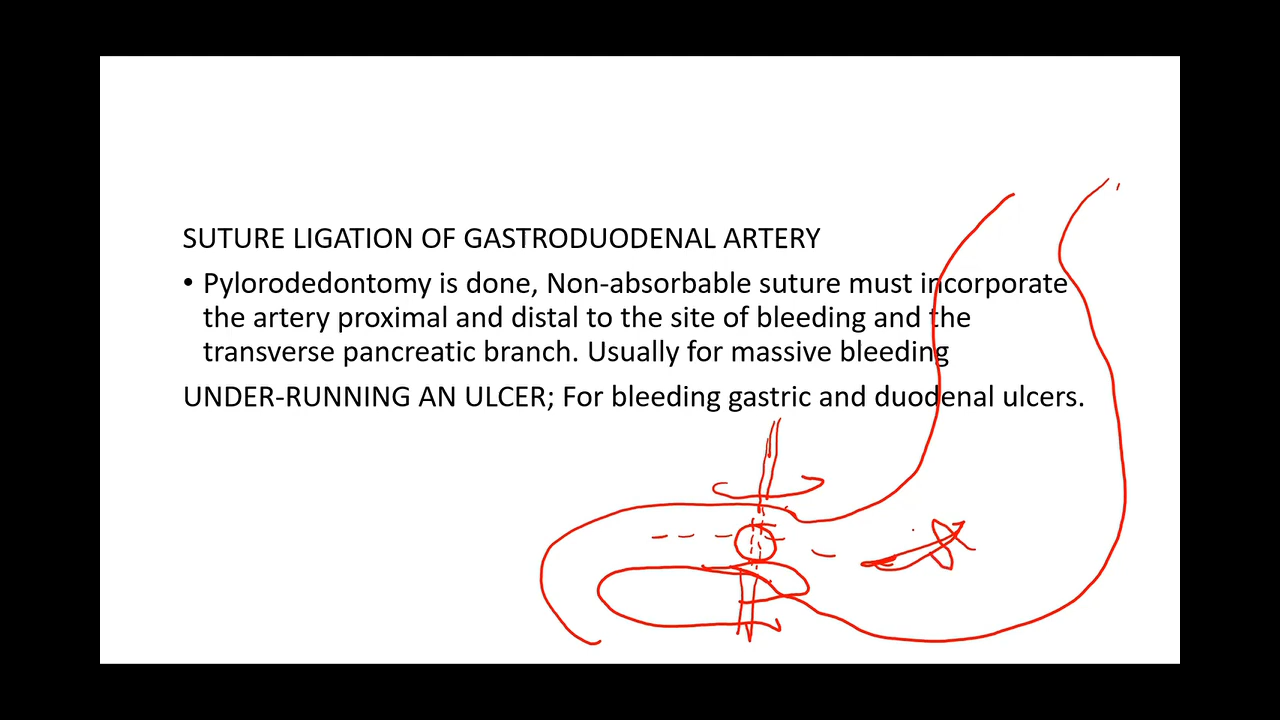 SUTURE LIGATION OF GASTRODUODENAL ARTERY
• Pylorodedontomy is done, Non-absorbable suture must incorporate
the artery proximal and distal to the site of bleeding and the
transverse pancreatic branch. Usually for massive bleeding
UNDER-RUNNING AN ULCER; For bleeding gastric and duodenal ulcers.